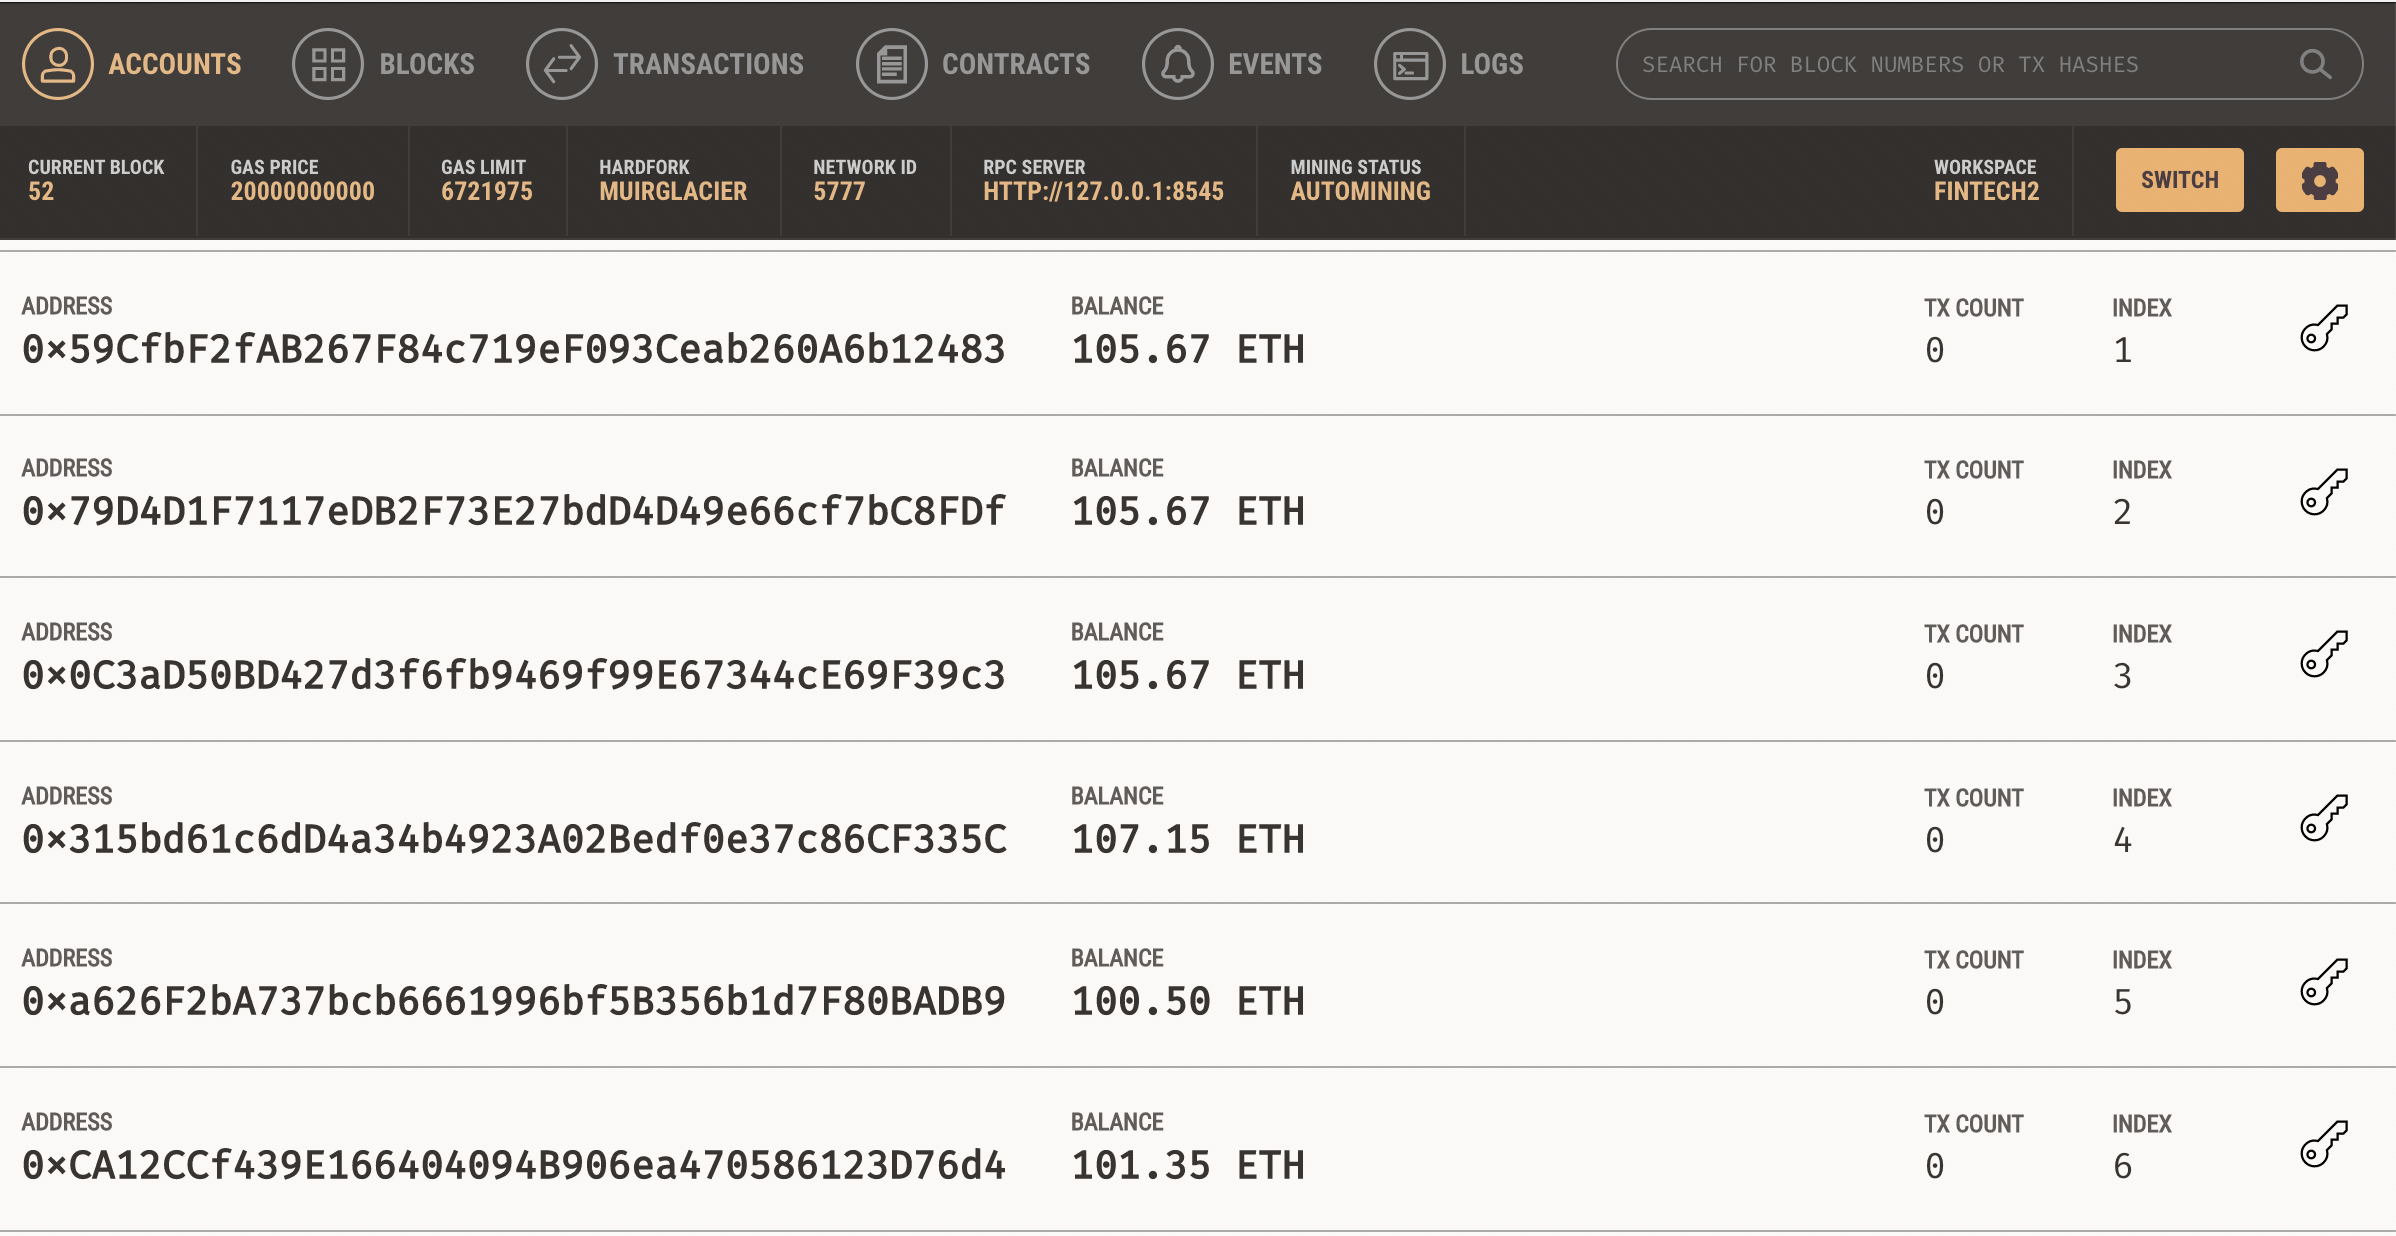 ACCOUNTS BLOCKS TRANSACTIONS CONTRACTS EVENTS LOGS SEARCH FOR BLOCK NUMBERS OR TX HASHES
CURRENT BLOCK GAS PRICE GAS LIMIT HARDFORK NETWORK ID RPC SERVER MINING STATUS WORKSPACE
52 20000000000 6721975 MUIRGLACIER 5777 HTTP://127.0.0.1:8545 AUTOMINING FINTECH2 SWITCH
ADDRESS BALANCE TX COUNT INDEX
0×59CfbF2fAB267F84c719eF093Ceab260A6b12483 105.67 ETH 0 1
ADDRESS BALANCE TX COUNT INDEX
0×79D4D1F7117eDB2F73E27bdD4D49e66cf7bC8FDf 105.67 ETH 0 2
ADDRESS BALANCE TX COUNT INDEX
0×0C3aD50BD427d3f6fb9469f99E67344cE69F39c3 105.67 ETH 0 3
ADDRESS BALANCE TX COUNT INDEX
0×315bd61c6dD4a34b4923A02Bedf0e37c86CF335C 107.15 ETH 0 4
ADDRESS BALANCE TX COUNT INDEX
0×a626F2bA737bcb6661996bf5B356b1d7F80BADB9 100.50 ETH 0 5
ADDRESS BALANCE TX COUNT INDEX
0×CA12CCf439E166404094B906ea470586123D76d4 101.35 ETH 0 6